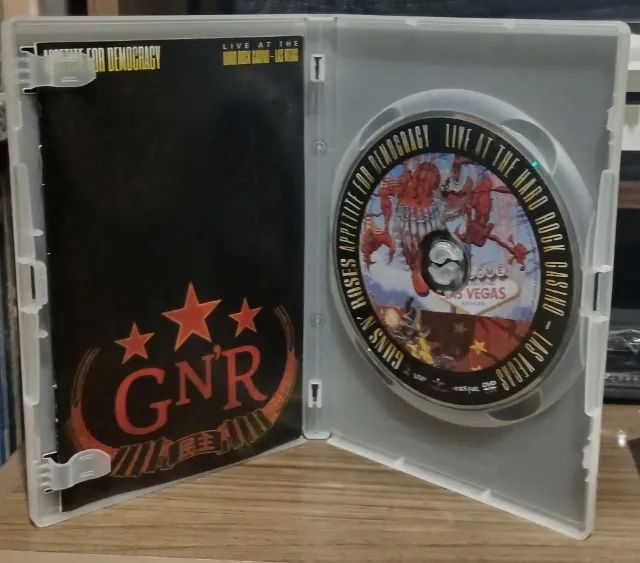 APPETITE FOR DEMOCRACY
LIVE AT THE
HARD ROCK CASINO - LAS VEGAS
GN'R
民主
GUNS N' ROSES APPETITE FOR DEMOCRACY LIVE AT THE HARD ROCK CASINO - LAS VEGAS
LAS VEGAS
DVD